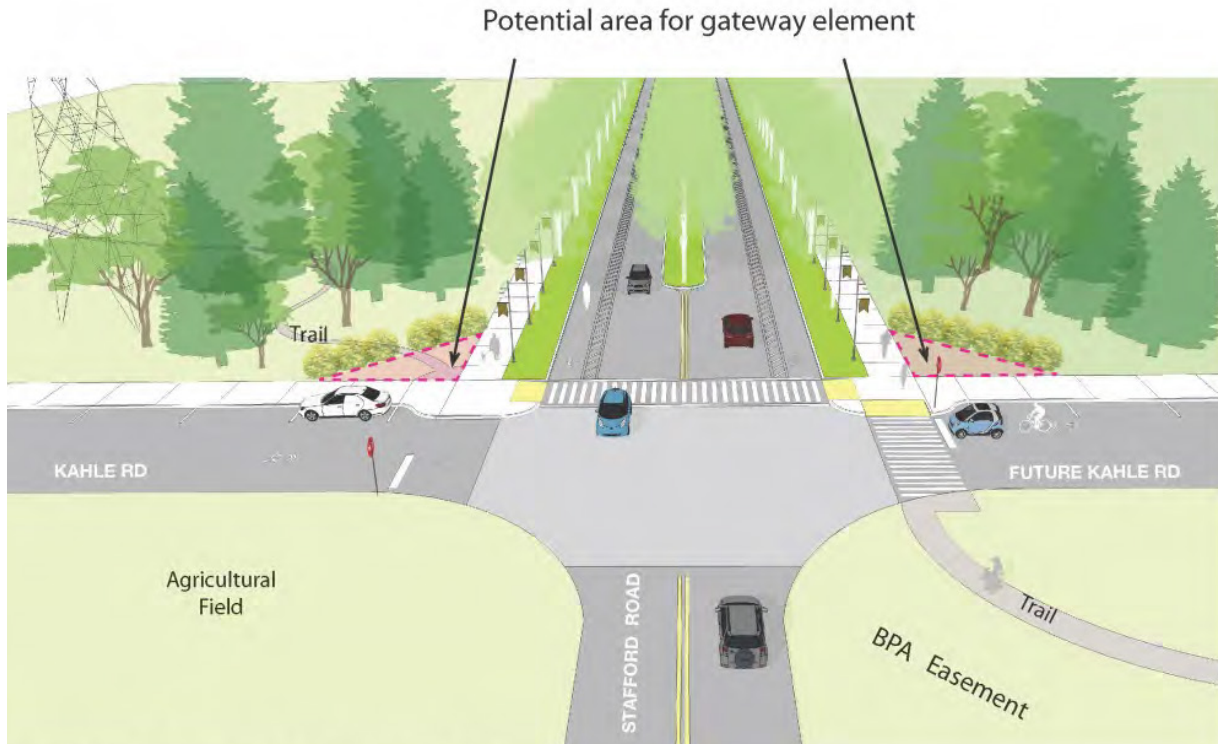 Potential area for gateway element
Trail
KAHLE RD
FUTURE KAHLE RD
Agricultural
Field
STAFFORD ROAD
Trail
BPA Easement